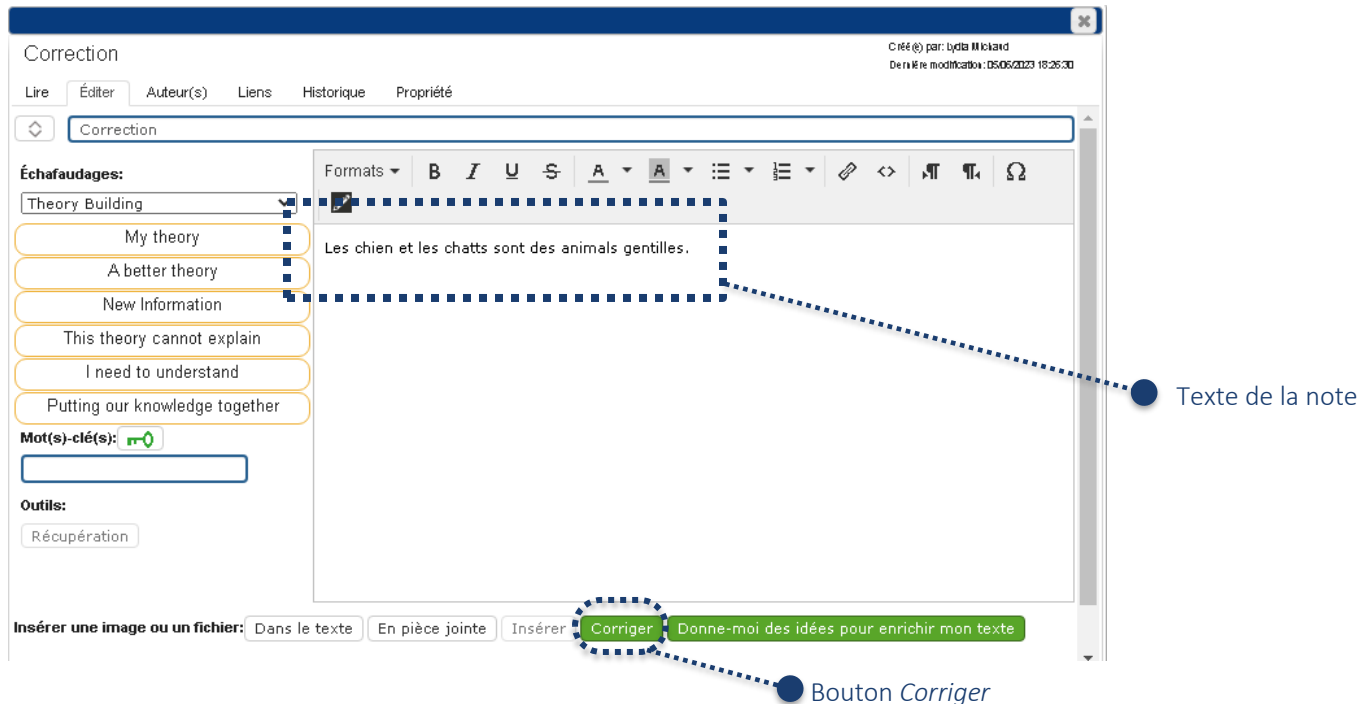 Correction
Créé(e) par: Lydia Michaud
Dernière modification: 05/06/2023 18:26:30
Lire Éditer Auteur(s) Liens Historique Propriété
Correction
Échafaudages:
Theory Building
My theory
A better theory
New Information
This theory cannot explain
I need to understand
Putting our knowledge together
Mot(s)-clé(s):
Outils:
Récupération
Formats B I U S A A Ω
Les chien et les chatts sont des animals gentilles.
Texte de la note
Insérer une image ou un fichier: Dans le texte En pièce jointe Insérer Corriger Donne-moi des idées pour enrichir mon texte
Bouton Corriger